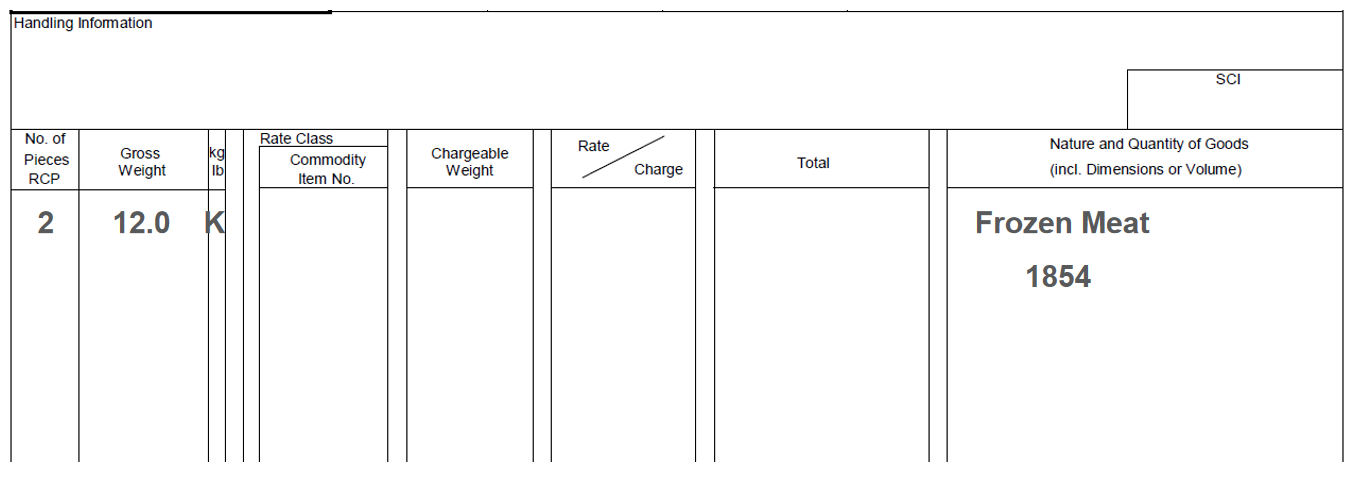 Handling Information
SCI
No. of
Pieces
RCP
Gross
Weight
kg
lb
Rate Class
Commodity
Item No.
Chargeable
Weight
Rate
Charge
Total
Nature and Quantity of Goods
(incl. Dimensions or Volume)
2 12.0 K Frozen Meat
1854